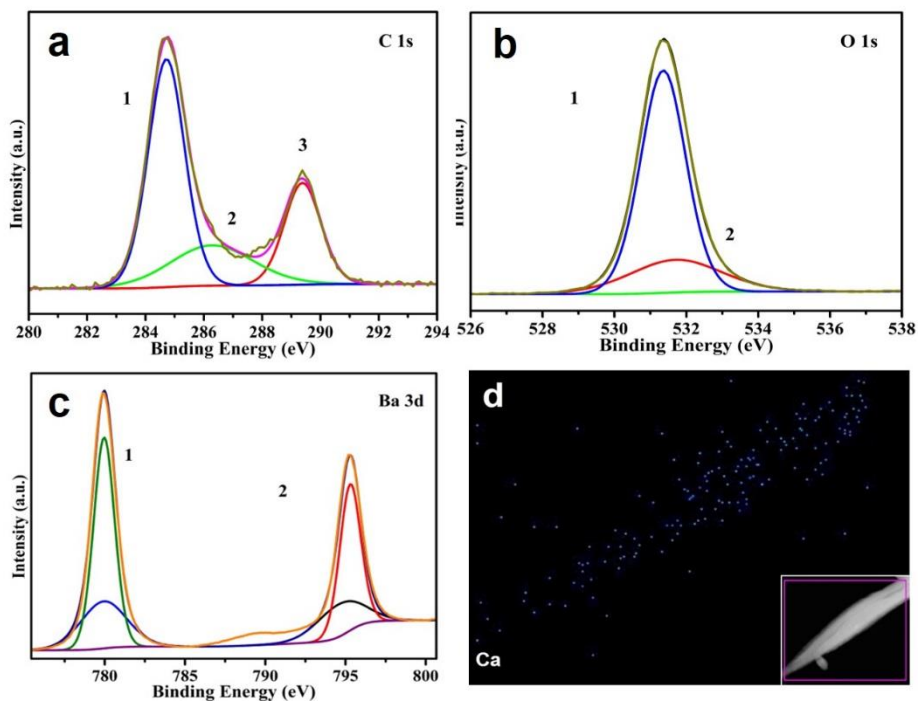 a
C 1s
1
2
3
Intensity (a.u.)
280 282 284 286 288 290 292 294
Binding Energy (eV)
b
O 1s
1
2
Intensity (a.u.)
526 528 530 532 534 536 538
Binding Energy (eV)
c
Ba 3d
1
2
Intensity (a.u.)
780 785 790 795 800
Binding Energy (eV)
d
Ca